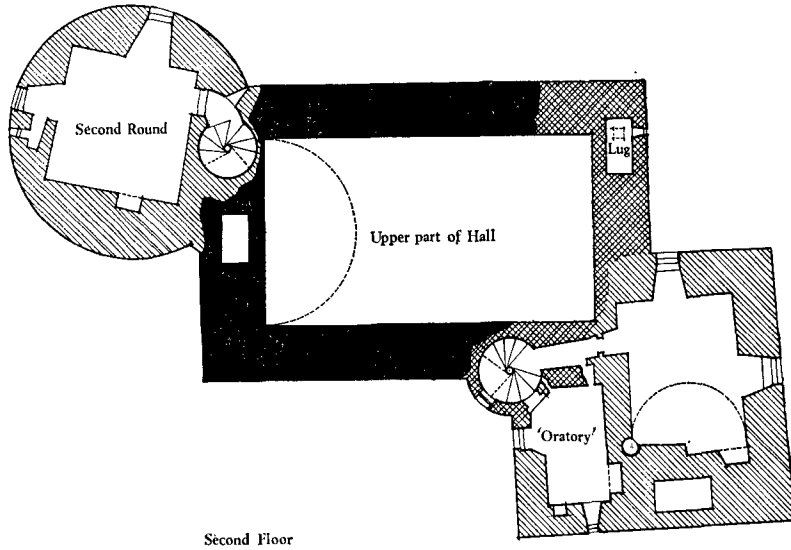 Second Round
Lug
Upper part of Hall
'Oratory'
Second Floor